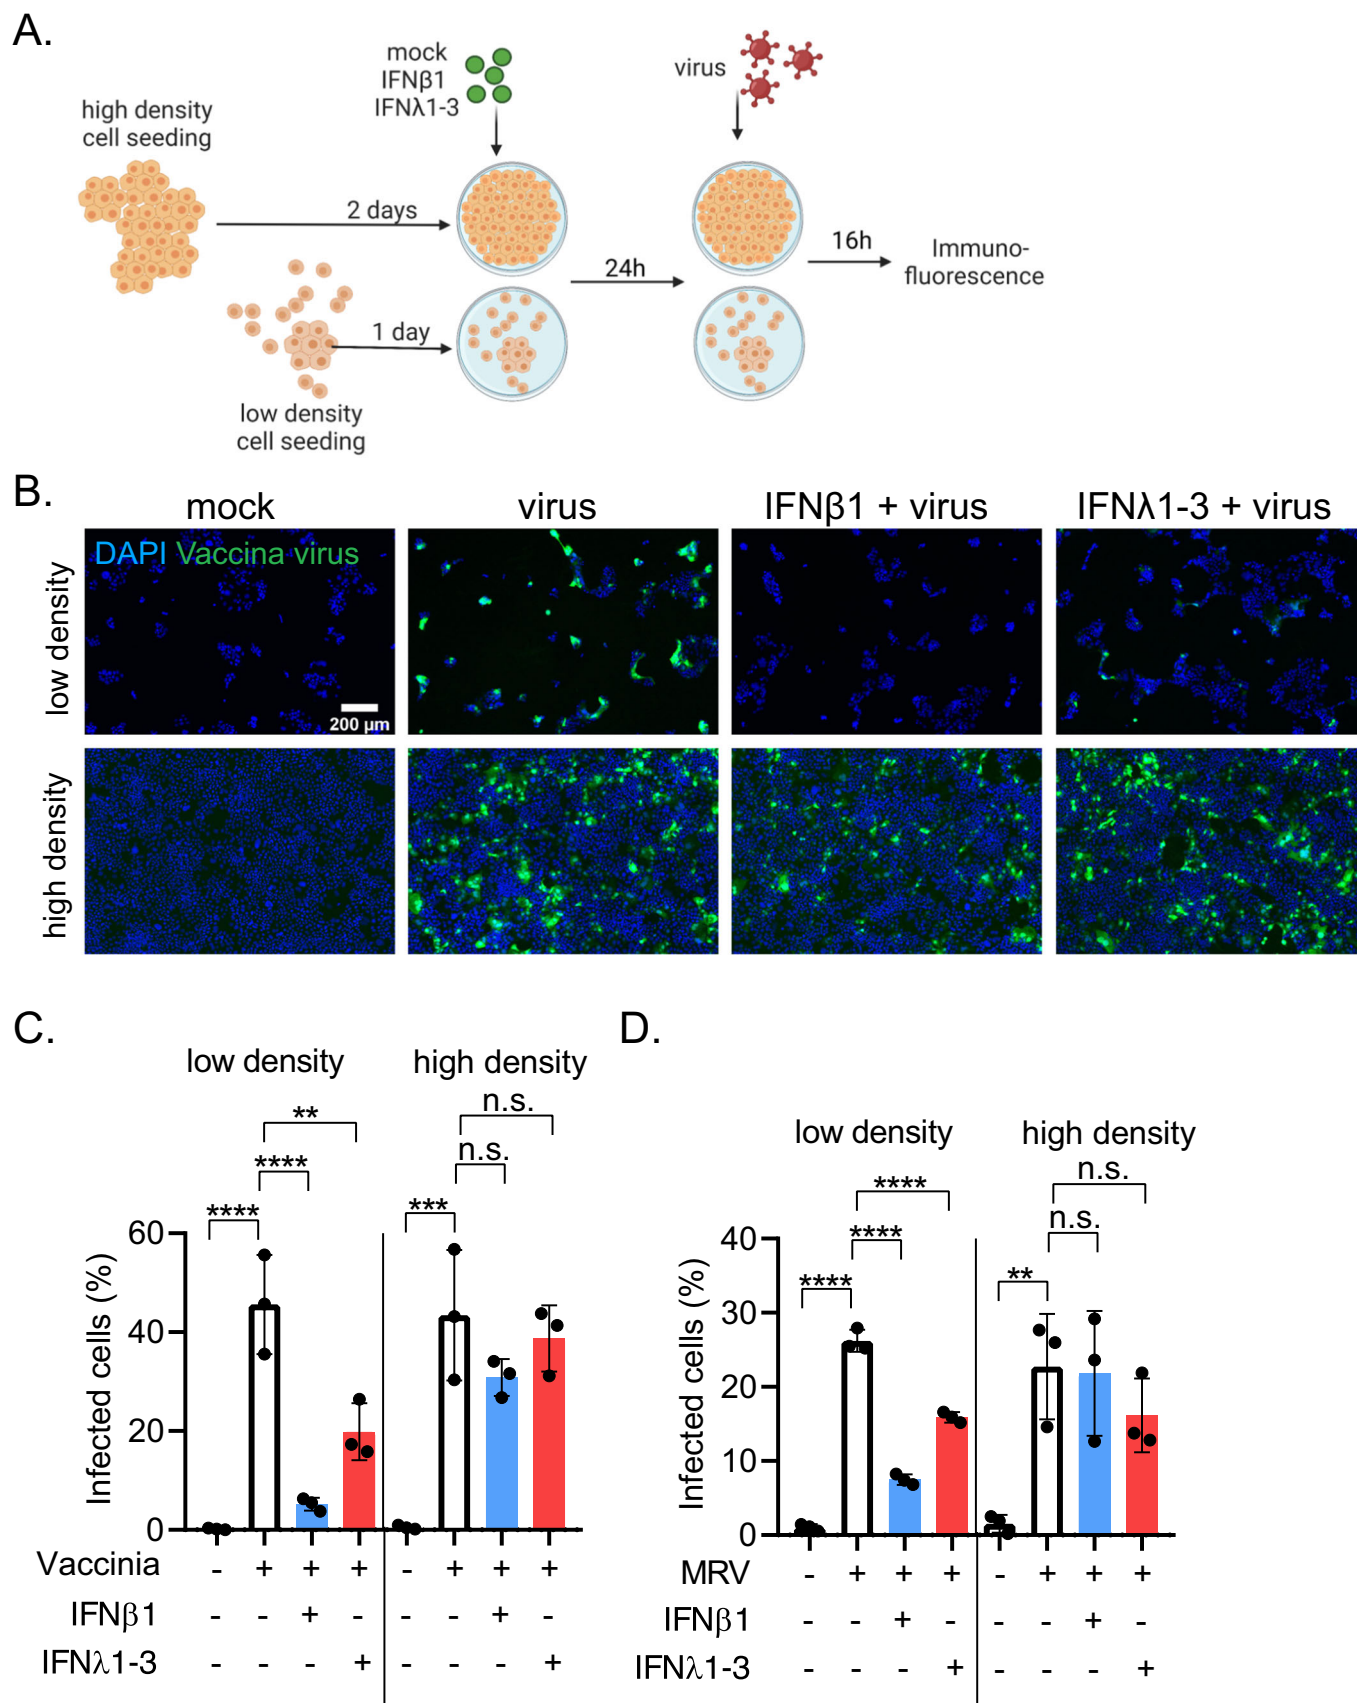 A.
mock
IFNβ1
IFNλ1-3
virus
high density
cell seeding
2 days
24h
16h
Immuno-
fluorescence
1 day
low density
cell seeding
B.
mock
virus
IFNβ1 + virus
IFNλ1-3 + virus
low density
DAPI Vaccina virus
200 µm
high density
C.
low density
high density
**
n.s.
****
n.s.
****
***
Infected cells (%)
60
40
20
0
Vaccinia - + + + - + + +
IFNβ1 - - + - - - + -
IFNλ1-3 - - - + - - - +
D.
low density
high density
****
n.s.
****
n.s.
****
**
Infected cells (%)
40
30
20
10
0
MRV - + + + - + + +
IFNβ1 - - + - - - + -
IFNλ1-3 - - - + - - - +